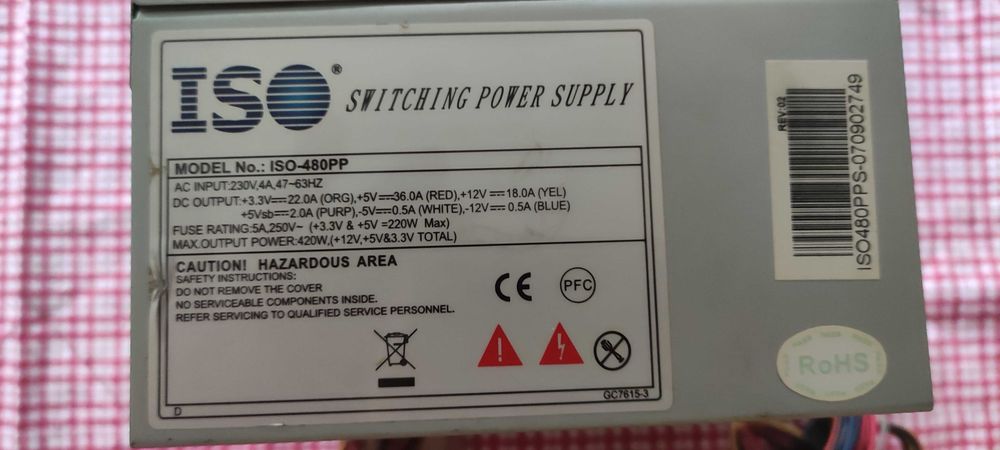 ISO® SWITCHING POWER SUPPLY
MODEL No.: ISO-480PP
AC INPUT:230V,4A,47~63HZ
DC OUTPUT:+3.3V⎓22.0A (ORG),+5V⎓36.0A (RED),+12V⎓18.0A (YEL)
+5Vsb⎓2.0A (PURP),-5V⎓0.5A (WHITE),-12V⎓0.5A (BLUE)
FUSE RATING:5A,250V~ (+3.3V & +5V =220W Max)
MAX.OUTPUT POWER:420W,(+12V,+5V&3.3V TOTAL)
CAUTION! HAZARDOUS AREA
SAFETY INSTRUCTIONS:
DO NOT REMOVE THE COVER
NO SERVICEABLE COMPONENTS INSIDE.
REFER SERVICING TO QUALIFIED SERVICE PERSONNEL.
CE PFC
D
GC7615-3
REV:02
ISO480PPS-070902749
RoHS